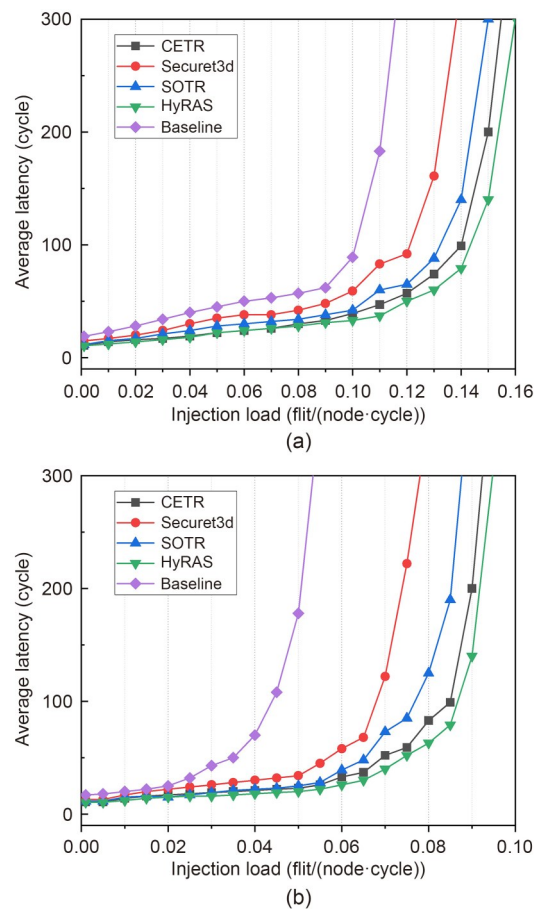 300
200
100
0
Average latency (cycle)
CETR
Securet3d
SOTR
HyRAS
Baseline
0.00 0.02 0.04 0.06 0.08 0.10 0.12 0.14 0.16
Injection load (flit/(node·cycle))
(a)
300
200
100
0
Average latency (cycle)
CETR
Securet3d
SOTR
HyRAS
Baseline
0.00 0.02 0.04 0.06 0.08 0.10
Injection load (flit/(node·cycle))
(b)